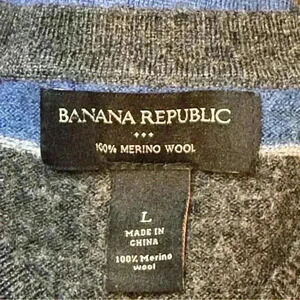 BANANA REPUBLIC
100% MERINO WOOL
L
MADE IN
CHINA
100% Merino
wool